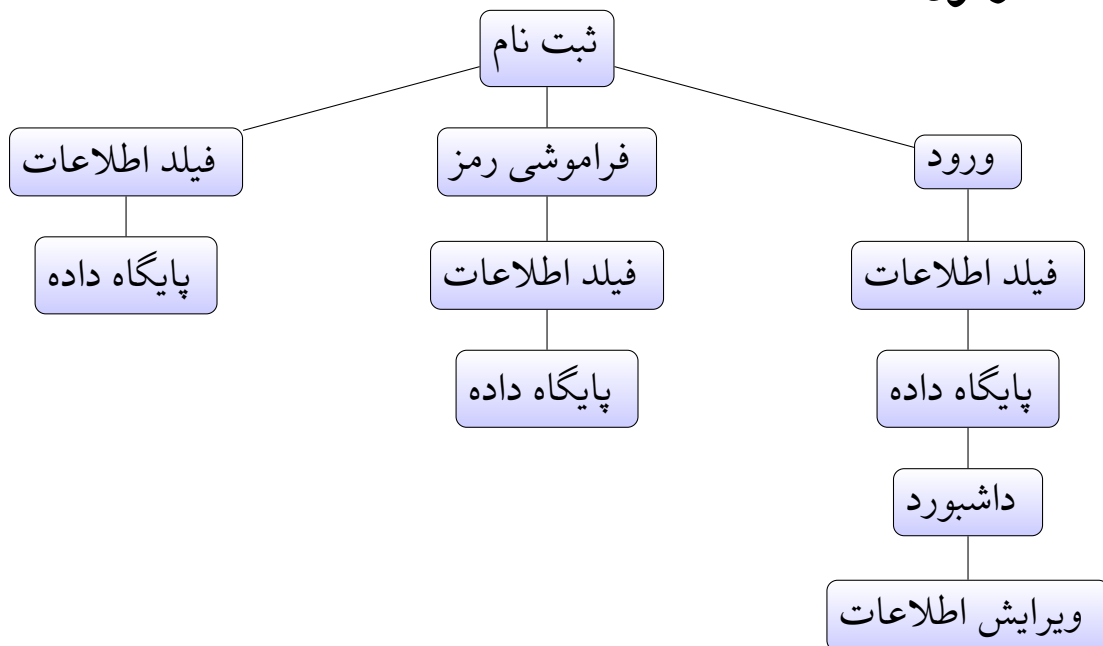 ثبت نام
ورود
فراموشی رمز
فیلد اطلاعات
فیلد اطلاعات
فیلد اطلاعات
پایگاه داده
پایگاه داده
پایگاه داده
داشبورد
ویرایش اطلاعات